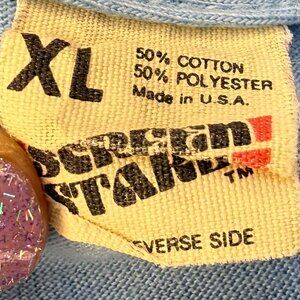 XL
50% COTTON
50% POLYESTER
Made in U.S.A.
SCREEN
STARS
TM
EVERSE SIDE